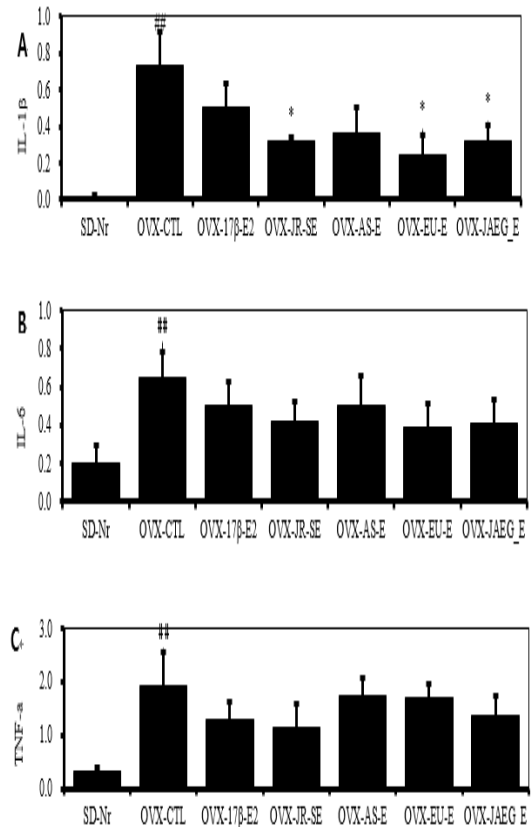 A
IL-1β
1.0
0.8
0.6
0.4
0.2
0.0
##
*
*
*
SD-Nr OVX-CTL OVX-17β-E2 OVX-JR-SE OVX-AS-E OVX-EU-E OVX-JAEG_E
B
IL-6
1.0
0.8
0.6
0.4
0.2
0.0
##
SD-Nr OVX-CTL OVX-17β-E2 OVX-JR-SE OVX-AS-E OVX-EU-E OVX-JAEG_E
C
TNF-a
3.0
2.0
1.0
0.0
##
SD-Nr OVX-CTL OVX-17β-E2 OVX-JR-SE OVX-AS-E OVX-EU-E OVX-JAEG_E